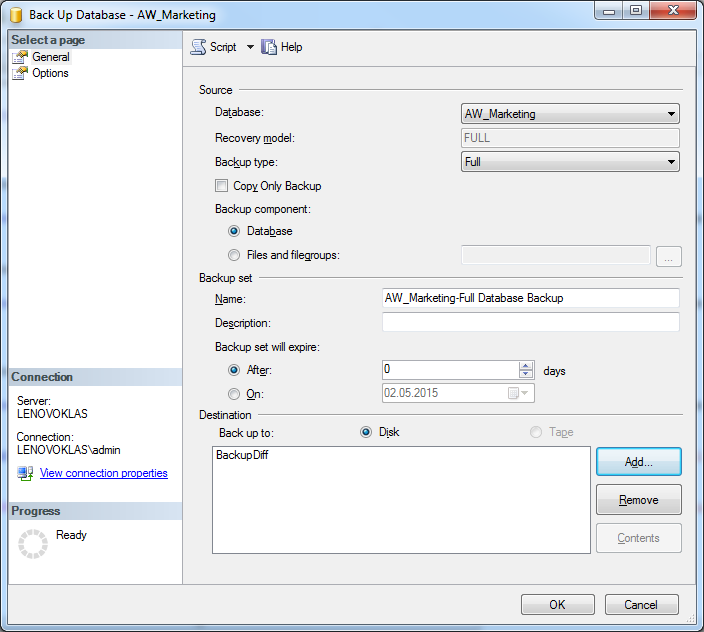 Back Up Database - AW_Marketing
Select a page
General
Options
Script
Help
Source
Database:
AW_Marketing
Recovery model:
FULL
Backup type:
Full
Copy Only Backup
Backup component:
Database
Files and filegroups:
...
Backup set
Name:
AW_Marketing-Full Database Backup
Description:
Backup set will expire:
After:
0
days
On:
02.05.2015
Destination
Back up to:
Disk
Tape
BackupDiff
Add...
Remove
Contents
Connection
Server:
LENOVOKLAS
Connection:
LENOVOKLAS\admin
View connection properties
Progress
Ready
OK
Cancel